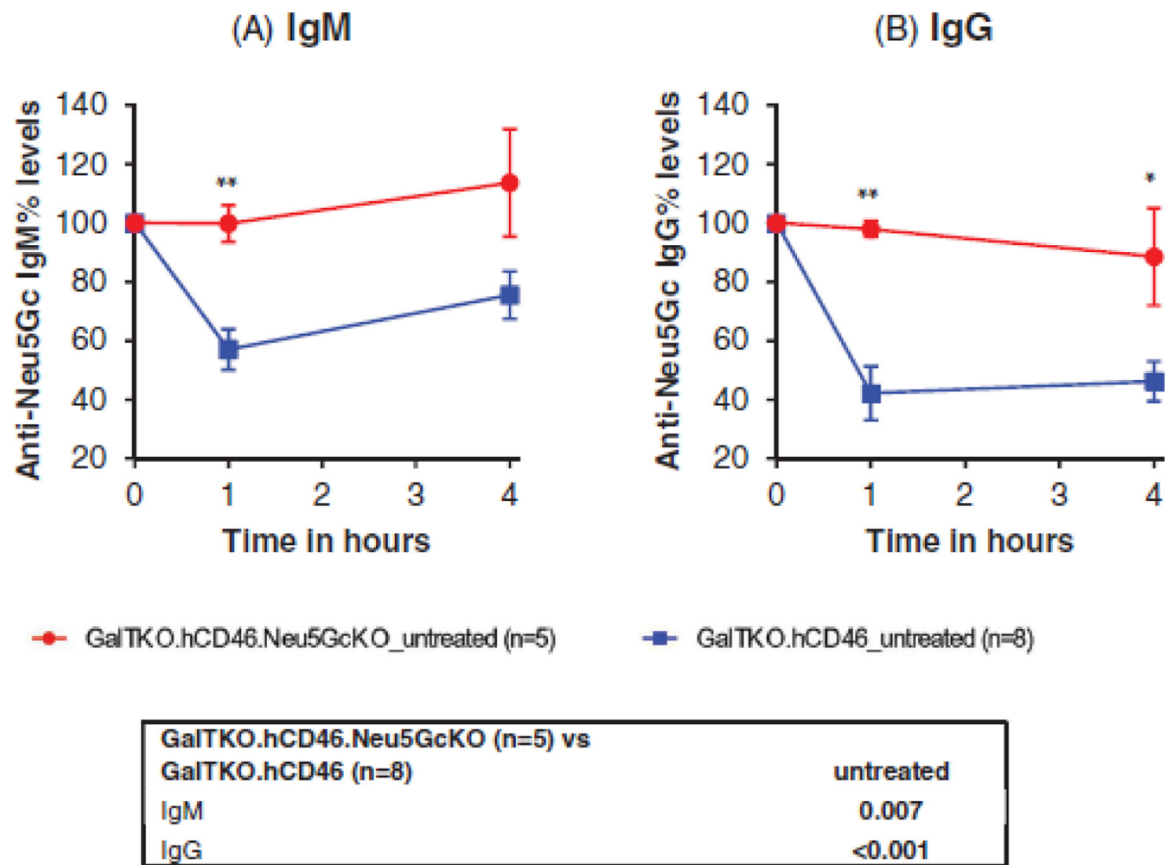 (A) IgM
Anti-Neu5Gc IgM% levels
140
120
100
80
60
40
20
**
0 1 2 3 4
Time in hours
(B) IgG
Anti-Neu5Gc IgG% levels
140
120
100
80
60
40
20
**
*
0 1 2 3 4
Time in hours
GalTKO.hCD46.Neu5GcKO_untreated (n=5)
GalTKO.hCD46_untreated (n=8)
GalTKO.hCD46.Neu5GcKO (n=5) vs
GalTKO.hCD46 (n=8) untreated
IgM 0.007
IgG <0.001